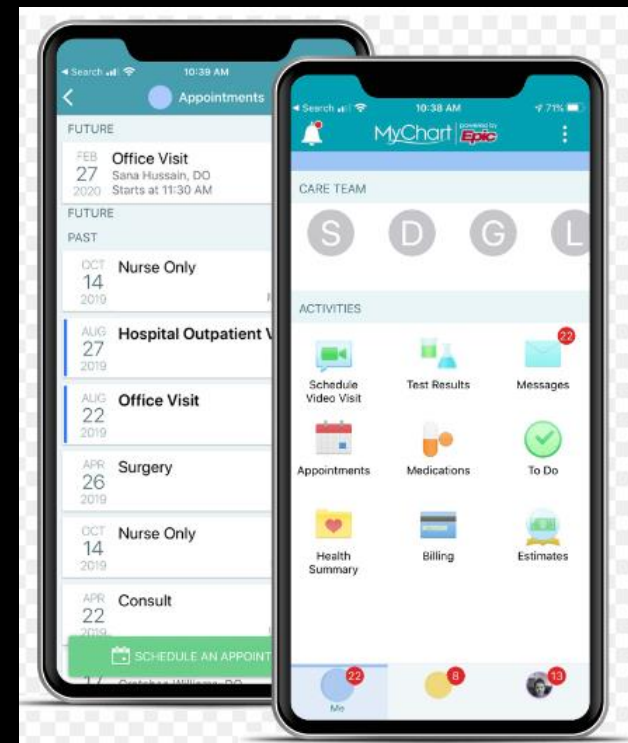 Search
10:39 AM
Appointments
FUTURE
FEB
27
2020
Office Visit
Sana Hussain, DO
Starts at 11:30 AM
FUTURE
PAST
OCT
14
2019
Nurse Only
AUG
27
2019
Hospital Outpatient V
AUG
22
2019
Office Visit
APR
26
2019
Surgery
OCT
14
2019
Nurse Only
APR
22
2019
Consult
SCHEDULE AN APPOINT
17
Search
10:38 AM
71%
MyChart powered by Epic
CARE TEAM
S D G L
ACTIVITIES
22
Schedule Video Visit
Test Results
Messages
Appointments
Medications
To Do
Health Summary
Billing
Estimates
22
8
13
Me